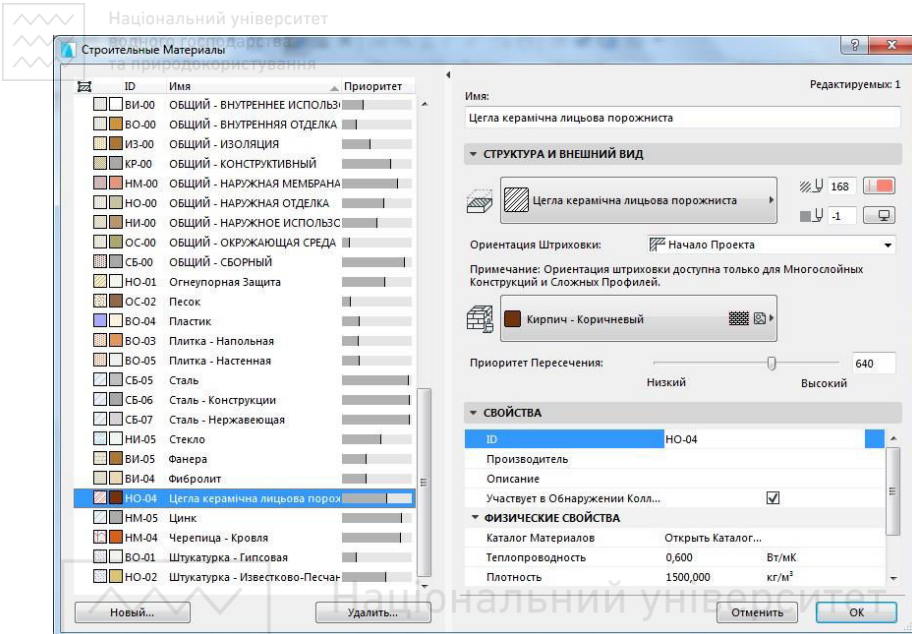 Національний університет
водного господарства
та природокористування
Строительные Материалы
ID Имя Приоритет
ВИ-00 ОБЩИЙ - ВНУТРЕННЕЕ ИСПОЛЬЗО
ВО-00 ОБЩИЙ - ВНУТРЕННЯЯ ОТДЕЛКА
ИЗ-00 ОБЩИЙ - ИЗОЛЯЦИЯ
КР-00 ОБЩИЙ - КОНСТРУКТИВНЫЙ
НМ-00 ОБЩИЙ - НАРУЖНАЯ МЕМБРАНА
НО-00 ОБЩИЙ - НАРУЖНАЯ ОТДЕЛКА
НИ-00 ОБЩИЙ - НАРУЖНОЕ ИСПОЛЬЗО
ОС-00 ОБЩИЙ - ОКРУЖАЮЩАЯ СРЕДА
СБ-00 ОБЩИЙ - СБОРНЫЙ
НО-01 Огнеупорная Защита
ОС-02 Песок
ВО-04 Пластик
ВО-03 Плитка - Напольная
ВО-05 Плитка - Настенная
СБ-05 Сталь
СБ-06 Сталь - Конструкции
СБ-07 Сталь - Нержавеющая
НИ-05 Стекло
ВИ-05 Фанера
ВИ-04 Фибролит
НО-04 Цегла керамічна лицьова порож
НМ-05 Цинк
НМ-04 Черепица - Кровля
ВО-01 Штукатурка - Гипсовая
НО-02 Штукатурка - Известково-Песчан
Новый...
Удалить...
Редактируемых: 1
Имя:
Цегла керамічна лицьова порожниста
СТРУКТУРА И ВНЕШНИЙ ВИД
Цегла керамічна лицьова порожниста
168
-1
Ориентация Штриховки: Начало Проекта
Примечание: Ориентация штриховки доступна только для Многослойных
Конструкций и Сложных Профилей.
Кирпич - Коричневый
Приоритет Пересечения: 640
Низкий Высокий
СВОЙСТВА
ID НО-04
Производитель
Описание
Участвует в Обнаружении Колл...
ФИЗИЧЕСКИЕ СВОЙСТВА
Каталог Материалов Открыть Каталог...
Теплопроводность 0,600 Вт/мК
Плотность 1500,000 кг/м³
Національний університет
Отменить
ОК